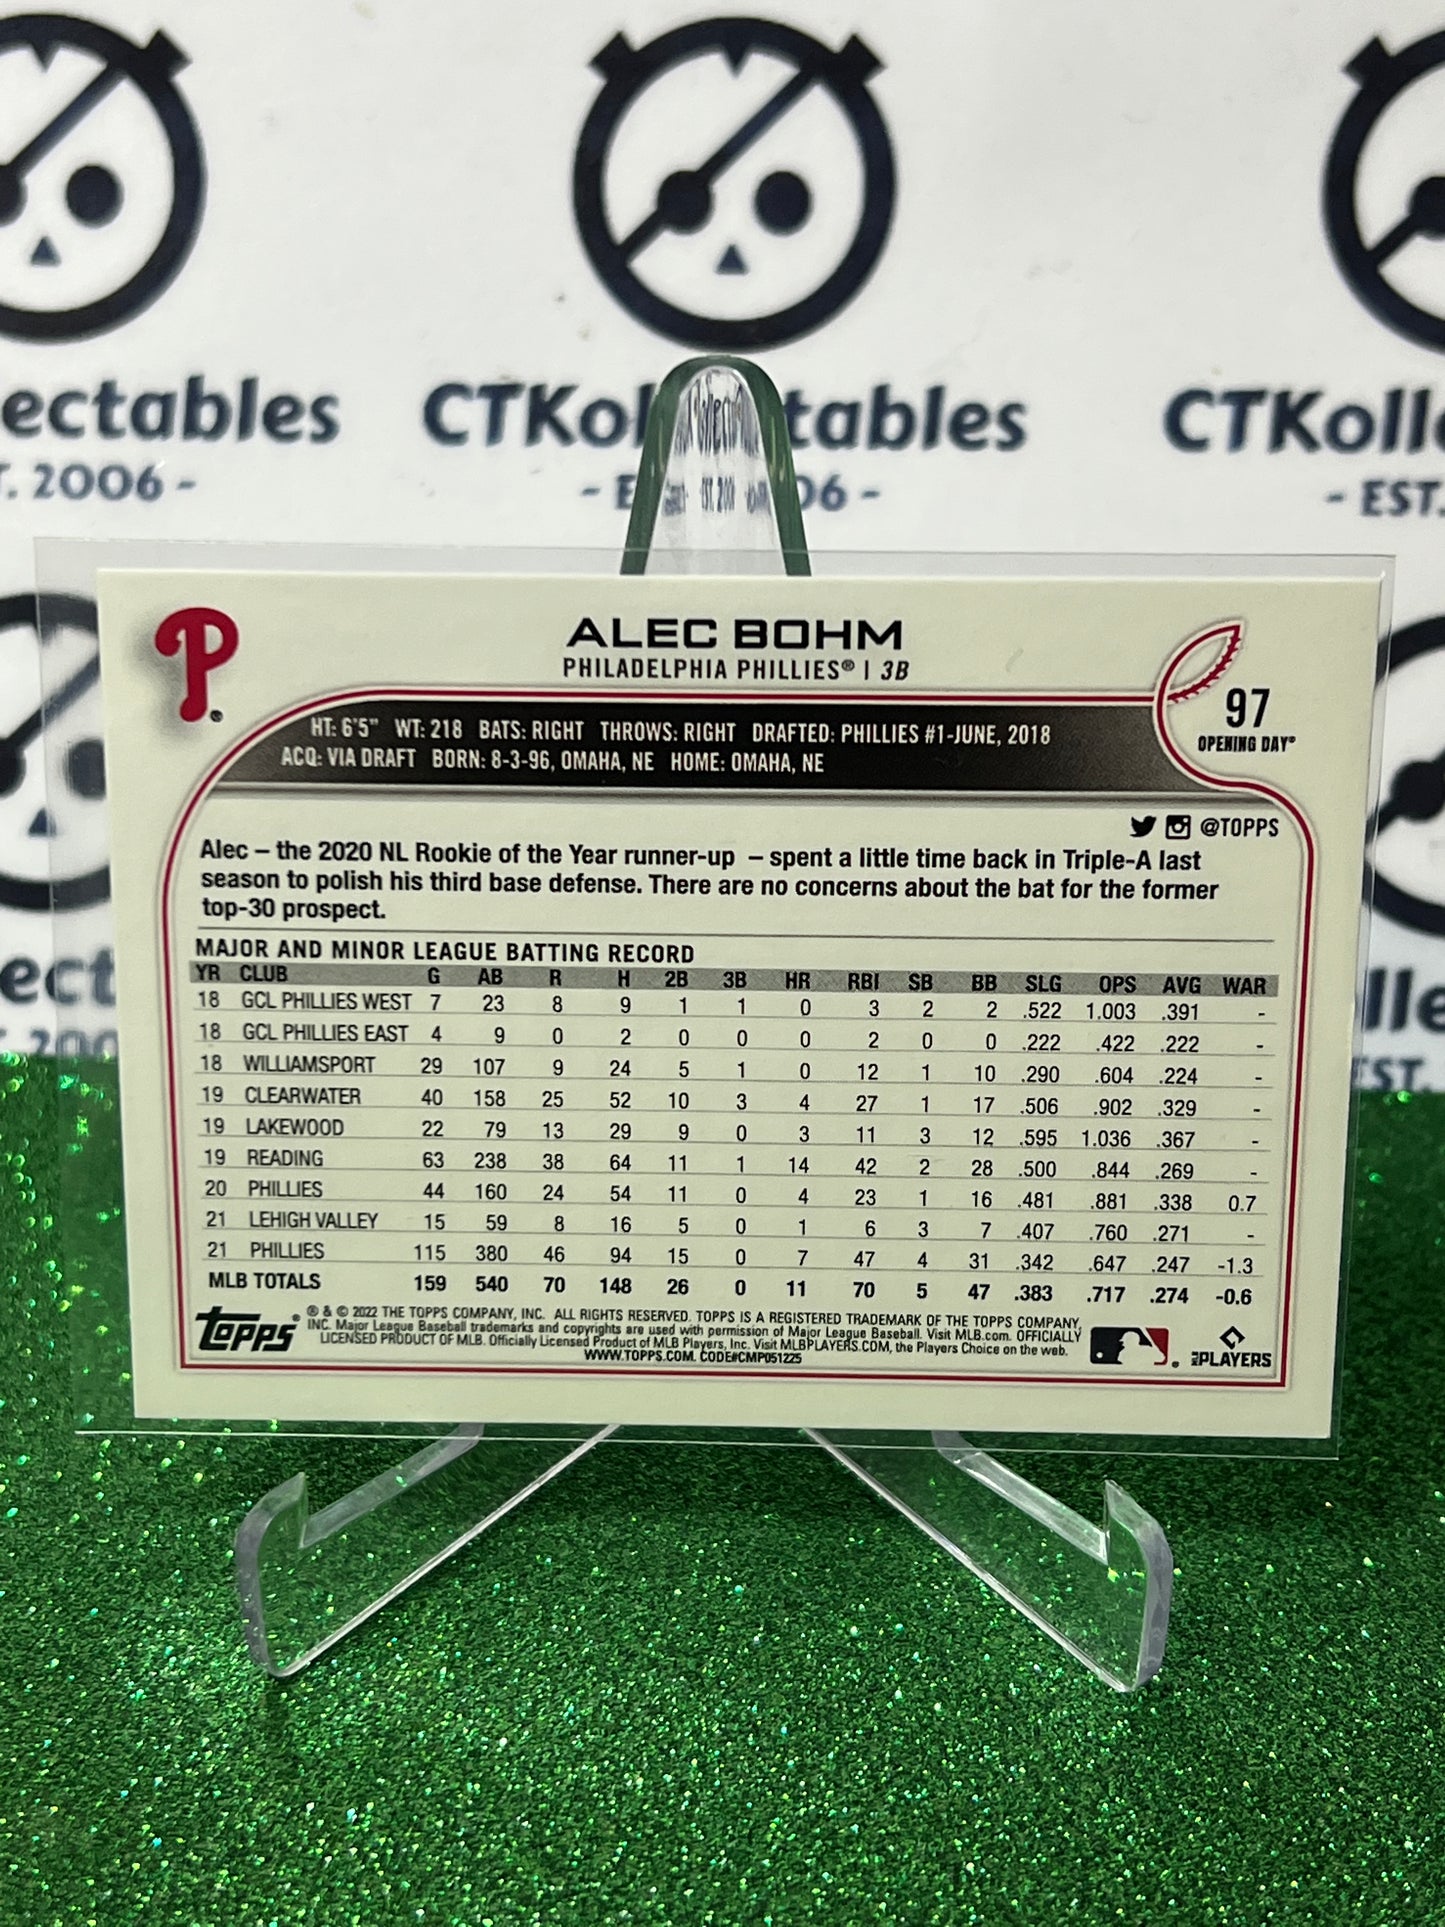 ectables CTKol tables CTKolle
T. 2006 - - E 06 - - EST.
ALEC BOHM
PHILADELPHIA PHILLIES® | 3B
97
OPENING DAY®
HT: 6'5" WT: 218 BATS: RIGHT THROWS: RIGHT DRAFTED: PHILLIES #1-JUNE, 2018
ACQ: VIA DRAFT BORN: 8-3-96, OMAHA, NE HOME: OMAHA, NE
@TOPPS
Alec – the 2020 NL Rookie of the Year runner-up – spent a little time back in Triple-A last
season to polish his third base defense. There are no concerns about the bat for the former
top-30 prospect.
MAJOR AND MINOR LEAGUE BATTING RECORD
YR CLUB G AB R H 2B 3B HR RBI SB BB SLG OPS AVG WAR
18 GCL PHILLIES WEST 7 23 8 9 1 1 0 3 2 2 .522 1.003 .391 -
18 GCL PHILLIES EAST 4 9 0 2 0 0 0 2 0 0 .222 .422 .222 -
18 WILLIAMSPORT 29 107 9 24 5 1 0 12 1 10 .290 .604 .224 -
19 CLEARWATER 40 158 25 52 10 3 4 27 1 17 .506 .902 .329 -
19 LAKEWOOD 22 79 13 29 9 0 3 11 3 12 .595 1.036 .367 -
19 READING 63 238 38 64 11 1 14 42 2 28 .500 .844 .269 -
20 PHILLIES 44 160 24 54 11 0 4 23 1 16 .481 .881 .338 0.7
21 LEHIGH VALLEY 15 59 8 16 5 0 1 6 3 7 .407 .760 .271 -
21 PHILLIES 115 380 46 94 15 0 7 47 4 31 .342 .647 .247 -1.3
MLB TOTALS 159 540 70 148 26 0 11 70 5 47 .383 .717 .274 -0.6
Topps® ® & © 2022 THE TOPPS COMPANY, INC. ALL RIGHTS RESERVED. TOPPS IS A REGISTERED TRADEMARK OF THE TOPPS COMPANY,
INC. Major League Baseball trademarks and copyrights are used with permission of Major League Baseball. Visit MLB.com. OFFICIALLY
LICENSED PRODUCT OF MLB. Officially Licensed Product of MLB Players, Inc. Visit MLBPLAYERS.COM, the Players Choice on the web.
WWW.TOPPS.COM. CODE#CMP051225
PLAYERS